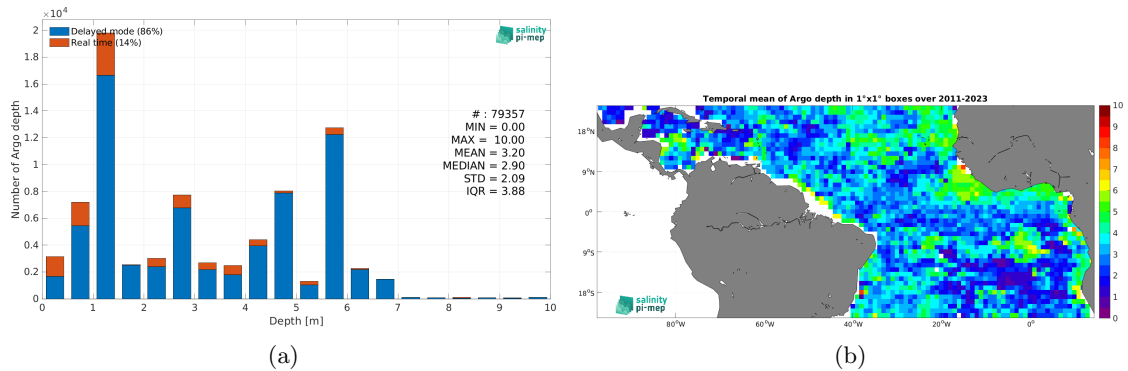 ×10⁴
Delayed mode (86%)
Real time (14%)
salinity
pi-mep
2
1.8
1.6
1.4
1.2
1
0.8
0.6
0.4
0.2
0
Number of Argo depth
# : 79357
MIN = 0.00
MAX = 10.00
MEAN = 3.20
MEDIAN = 2.90
STD = 2.09
IQR = 3.88
0 1 2 3 4 5 6 7 8 9 10
Depth [m]
(a)
Temporal mean of Argo depth in 1°x1° boxes over 2011-2023
18°N
9°N
0°
9°S
18°S
80°W 60°W 40°W 20°W 0°
salinity
pi-mep
10
9
8
7
6
5
4
3
2
1
0
(b)